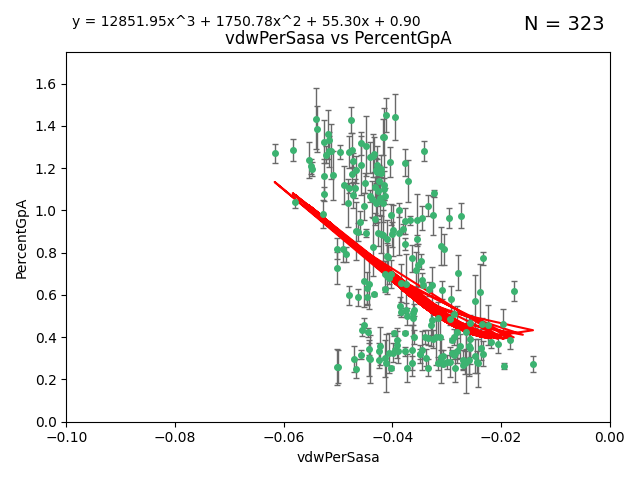 y = 12851.95x^3 + 1750.78x^2 + 55.30x + 0.90
N = 323
vdwPerSasa vs PercentGpA
PercentGpA
1.6
1.4
1.2
1.0
0.8
0.6
0.4
0.2
0.0
−0.10 −0.08 −0.06 −0.04 −0.02 0.00
vdwPerSasa